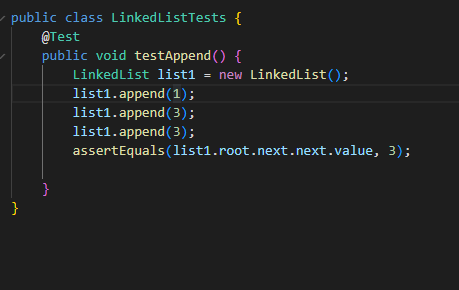 public class LinkedListTests {
@Test
public void testAppend() {
LinkedList list1 = new LinkedList();
list1.append(1);
list1.append(3);
list1.append(3);
assertEquals(list1.root.next.next.value, 3);
}
}